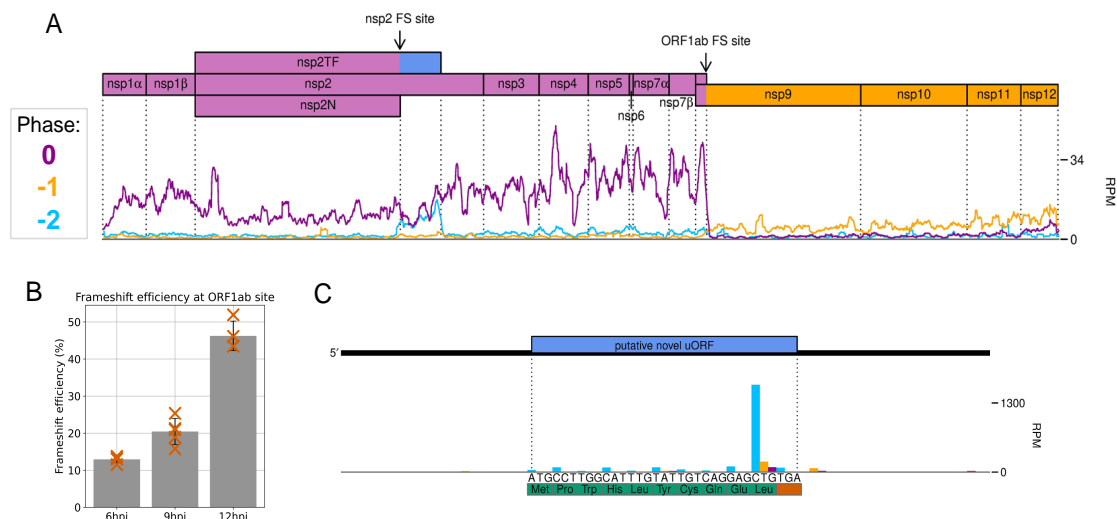 A
nsp2 FS site
ORF1ab FS site
nsp2TF
nsp1α nsp1β nsp2 nsp3 nsp4 nsp5 nsp7α
nsp9 nsp10 nsp11 nsp12
nsp2N
nsp7β
nsp6
Phase:
0
-1
-2
34
0
RPM
B
Frameshift efficiency at ORF1ab site
Frameshift efficiency (%)
50
40
30
20
10
0
6hpi 9hpi 12hpi
C
putative novel uORF
5′
1300
0
RPM
ATGCCTTGGCATTTGTATTGTCAGGAGCTGTGA
Met Pro Trp His Leu Tyr Cys Gln Glu Leu